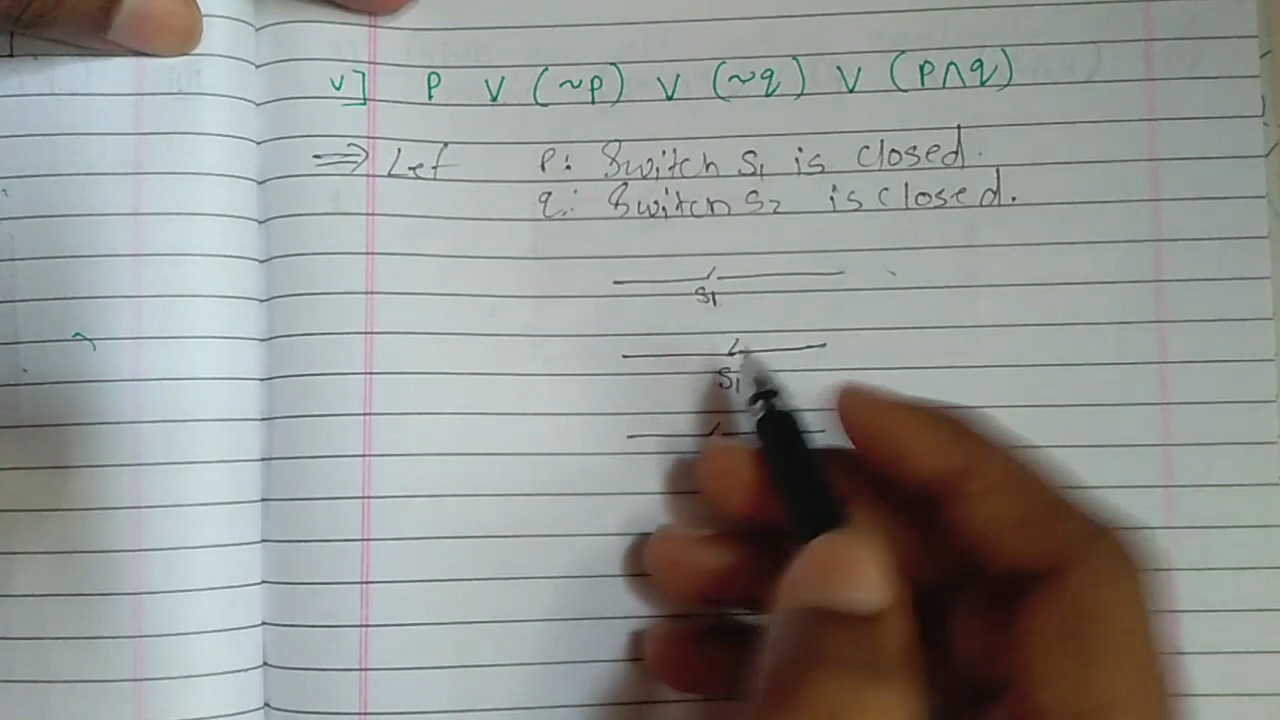 v] p ∨ (~p) ∨ (~q) ∨ (p∧q)
⇒ Let p: Switch S1 is closed.
q: Switch S2 is closed.
S1
S1